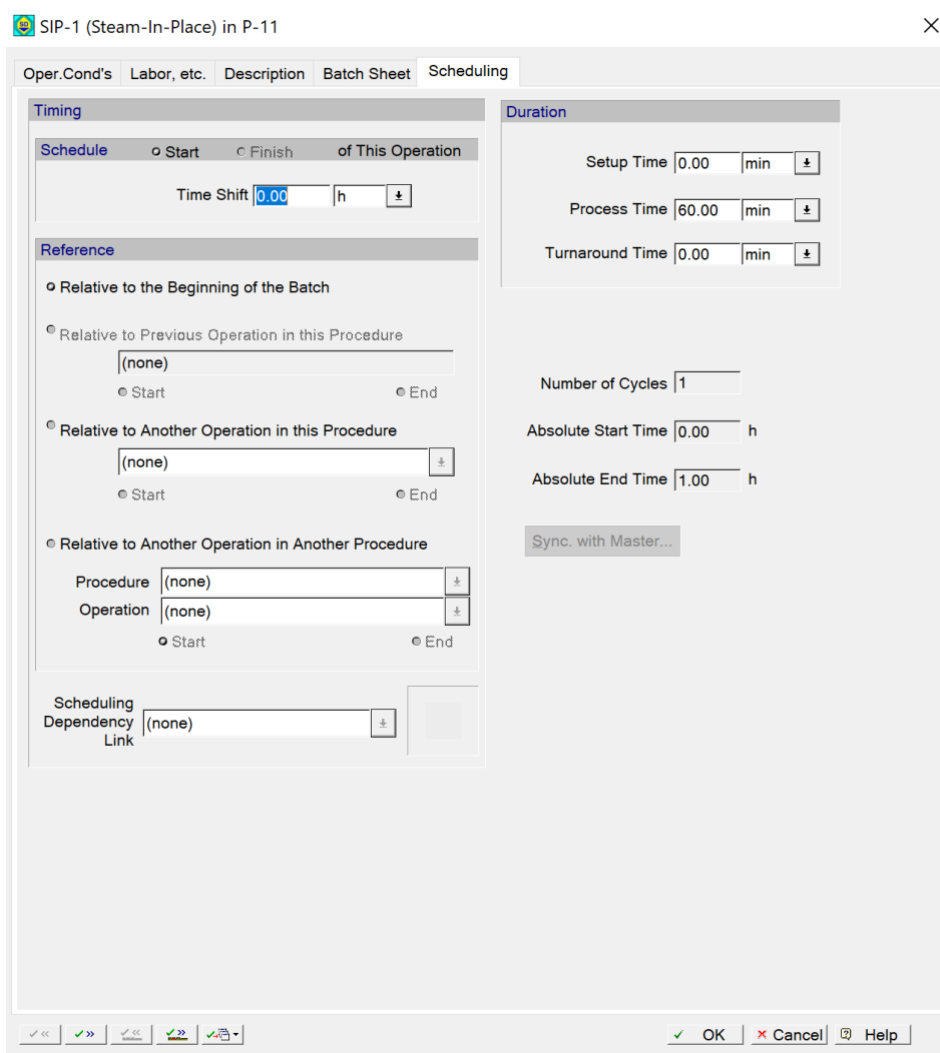 SIP-1 (Steam-In-Place) in P-11
Oper.Cond's Labor, etc. Description Batch Sheet Scheduling
Timing
Schedule Start Finish of This Operation
Time Shift 0.00 h
Reference
Relative to the Beginning of the Batch
Relative to Previous Operation in this Procedure
(none)
Start End
Relative to Another Operation in this Procedure
(none)
Start End
Relative to Another Operation in Another Procedure
Procedure (none)
Operation (none)
Start End
Scheduling
Dependency
Link
(none)
Duration
Setup Time 0.00 min
Process Time 60.00 min
Turnaround Time 0.00 min
Number of Cycles 1
Absolute Start Time 0.00 h
Absolute End Time 1.00 h
Sync. with Master...
OK Cancel Help